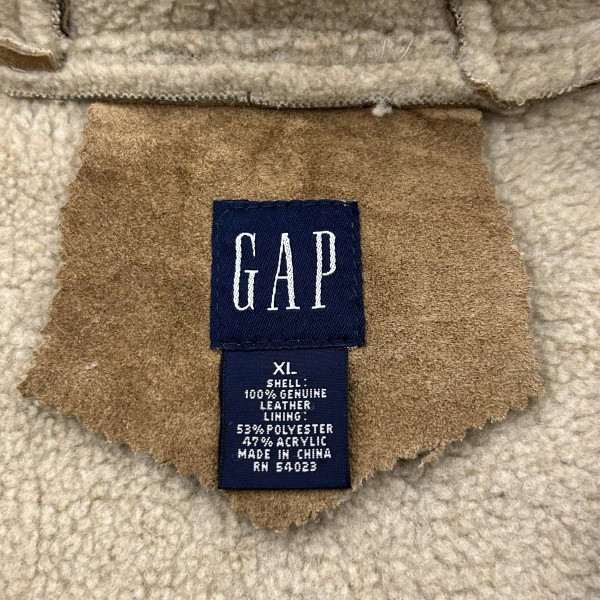 GAP
XL
SHELL:
100% GENUINE
LEATHER
LINING:
53% POLYESTER
47% ACRYLIC
MADE IN CHINA
RN 54023